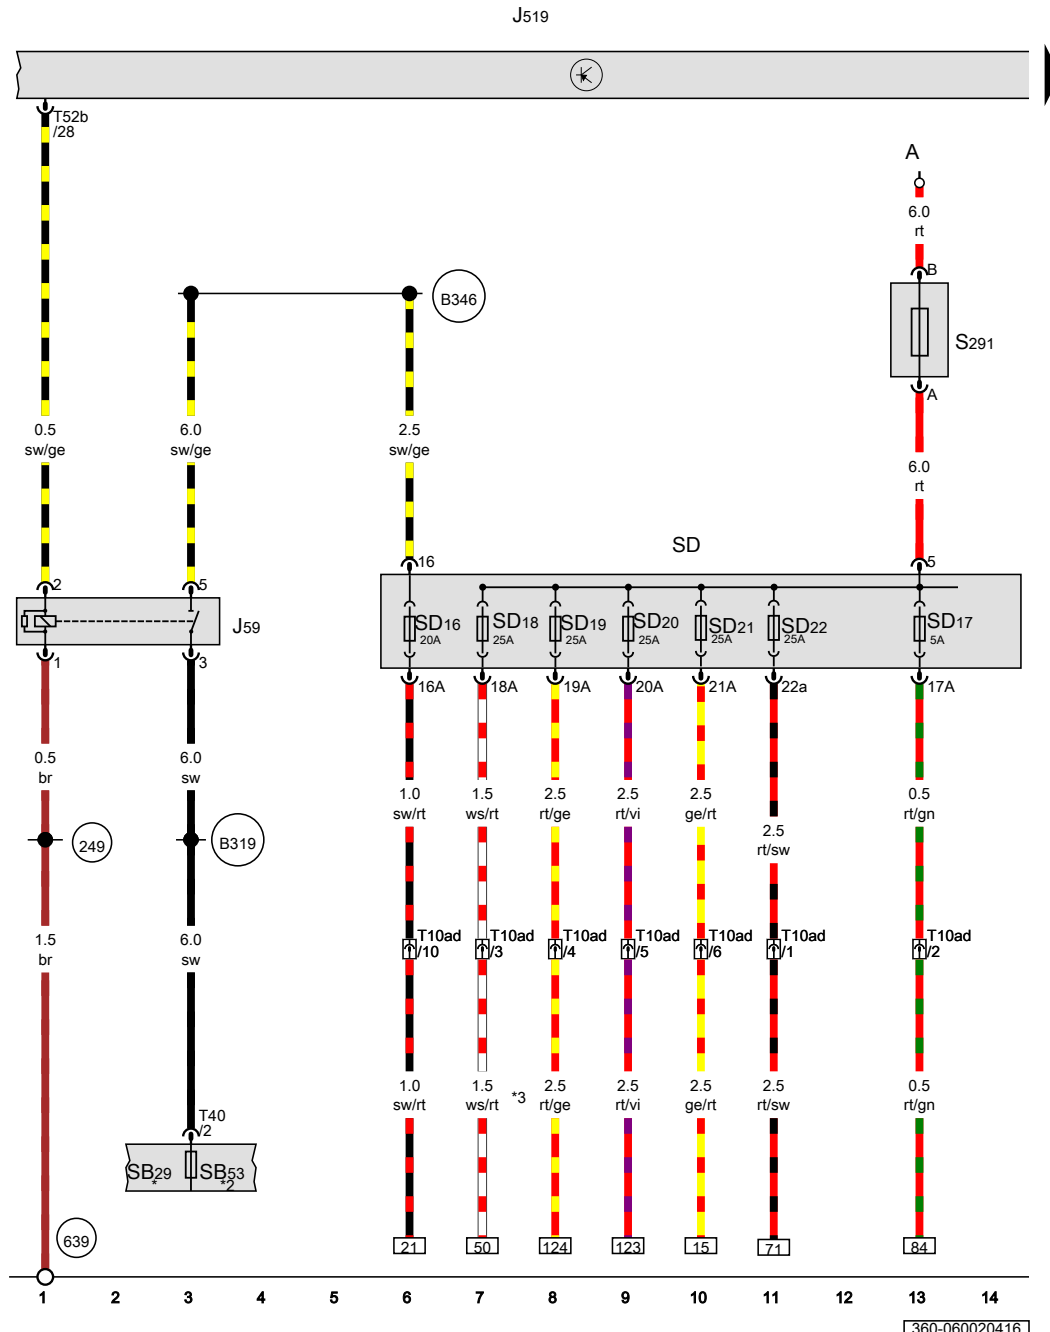 J519
T52b
/28
A
6.0
rt
B
B346
S291
A
0.5
sw/ge
6.0
sw/ge
2.5
sw/ge
6.0
rt
SD
2
5
16
5
SD16
20A
SD18
25A
SD19
25A
SD20
25A
SD21
25A
SD22
25A
SD17
5A
J59
1
3
16A
18A
19A
20A
21A
22a
17A
0.5
br
6.0
sw
1.0
sw/rt
1.5
ws/rt
2.5
rt/ge
2.5
rt/vi
2.5
ge/rt
2.5
rt/sw
0.5
rt/gn
249
B319
1.5
br
6.0
sw
T10ad
/10
T10ad
/3
T10ad
/4
T10ad
/5
T10ad
/6
T10ad
/1
T10ad
/2
1.0
sw/rt
1.5
ws/rt
*3
2.5
rt/ge
2.5
rt/vi
2.5
ge/rt
2.5
rt/sw
0.5
rt/gn
T40
/2
SB29
*
SB53
*2
639
21
50
124
123
15
71
84
1 2 3 4 5 6 7 8 9 10 11 12 13 14
360-060020416